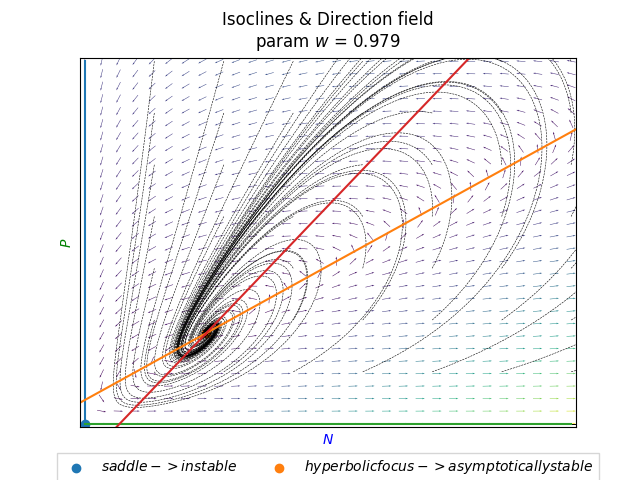 Isoclines & Direction field
param w = 0.979
P
N
saddle − > instable
hyperbolicfocus − > asymptoticallystable